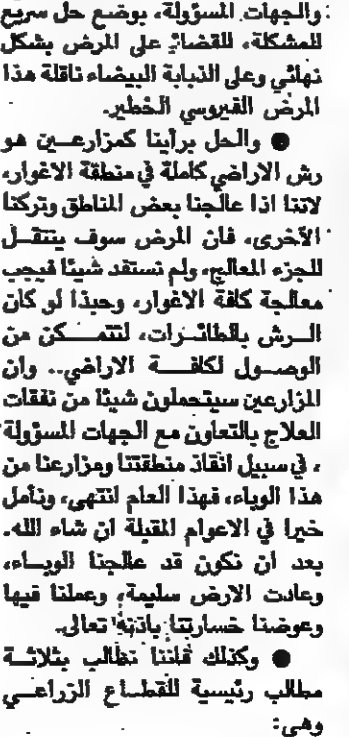 والجهات المسؤولة، بوضع حل سريع
للمشكلة، للقضاء على المرض بشكل
نهائي وعلى الذبابة البيضاء ناقلة هذا
المرض الفيروسي الخطير.
● والحل برأينا كمزارعين هو
رش الاراضي كاملة في منطقة الاغوار،
لاننا اذا عالجنا بعض المناطق وتركنا
الأخرى، فان المرض سوف ينتقل
للجزء المعالج، ولم نستفد شيئا فيجب
معالجة كافة الاغوار، وحبذا لو كان
الرش بالطائرات، لنتمكن من
الوصول لكافة الاراضي.. وان
المزارعين سيتحملون شيئا من نفقات
العلاج بالتعاون مع الجهات المسؤولة
، في سبيل انقاذ منطقتنا ومزارعنا من
هذا الوباء، فهذا العام انتهى، ونأمل
خيرا في الاعوام المقبلة ان شاء الله.
بعد ان نكون قد عالجنا الوباء،
وعادت الارض سليمة، وعملنا فيها
وعوضنا خسارتنا باذنه تعالى.
● وكذلك فاننا نطالب بثلاثة
مطالب رئيسية للقطاع الزراعي
وهي: